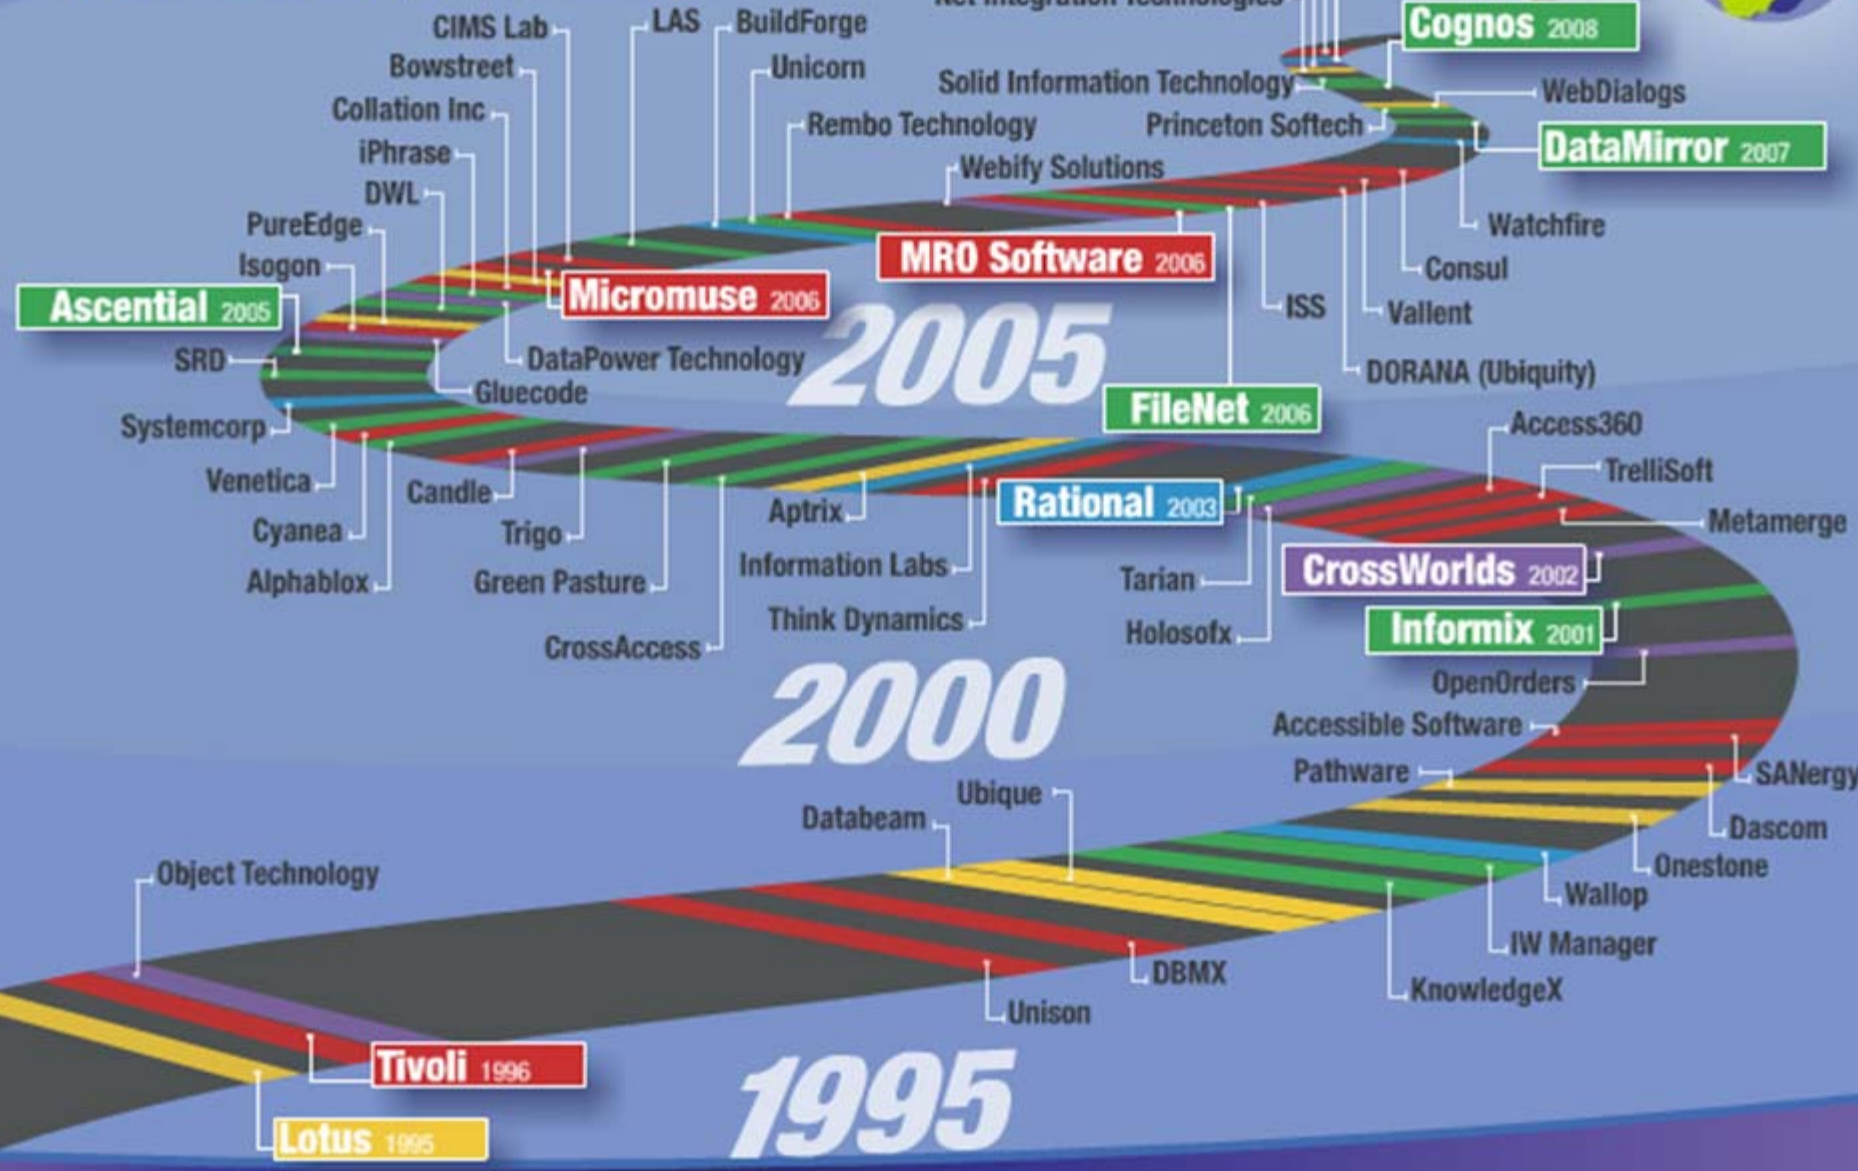 Net Integration Technologies
CIMS Lab
LAS
BuildForge
Cognos 2008
Bowstreet
Unicorn
Solid Information Technology
WebDialogs
Collation Inc
Rembo Technology
Princeton Softech
iPhrase
Webify Solutions
DataMirror 2007
DWL
PureEdge
Watchfire
Isogon
MRO Software 2006
Consul
Ascential 2005
Micromuse 2006
ISS
Vallent
2005
SRD
DataPower Technology
DORANA (Ubiquity)
Gluecode
FileNet 2006
Systemcorp
Access360
Venetica
Candle
TrelliSoft
Aptrix
Rational 2003
Cyanea
Trigo
Metamerge
Information Labs
CrossWorlds 2002
Alphablox
Green Pasture
Tarian
Think Dynamics
Informix 2001
CrossAccess
Holosofx
2000
OpenOrders
Accessible Software
Pathware
SANergy
Ubique
Databeam
Dascom
Onestone
Object Technology
Wallop
IW Manager
DBMX
KnowledgeX
Unison
Tivoli 1996
1995
Lotus 1995